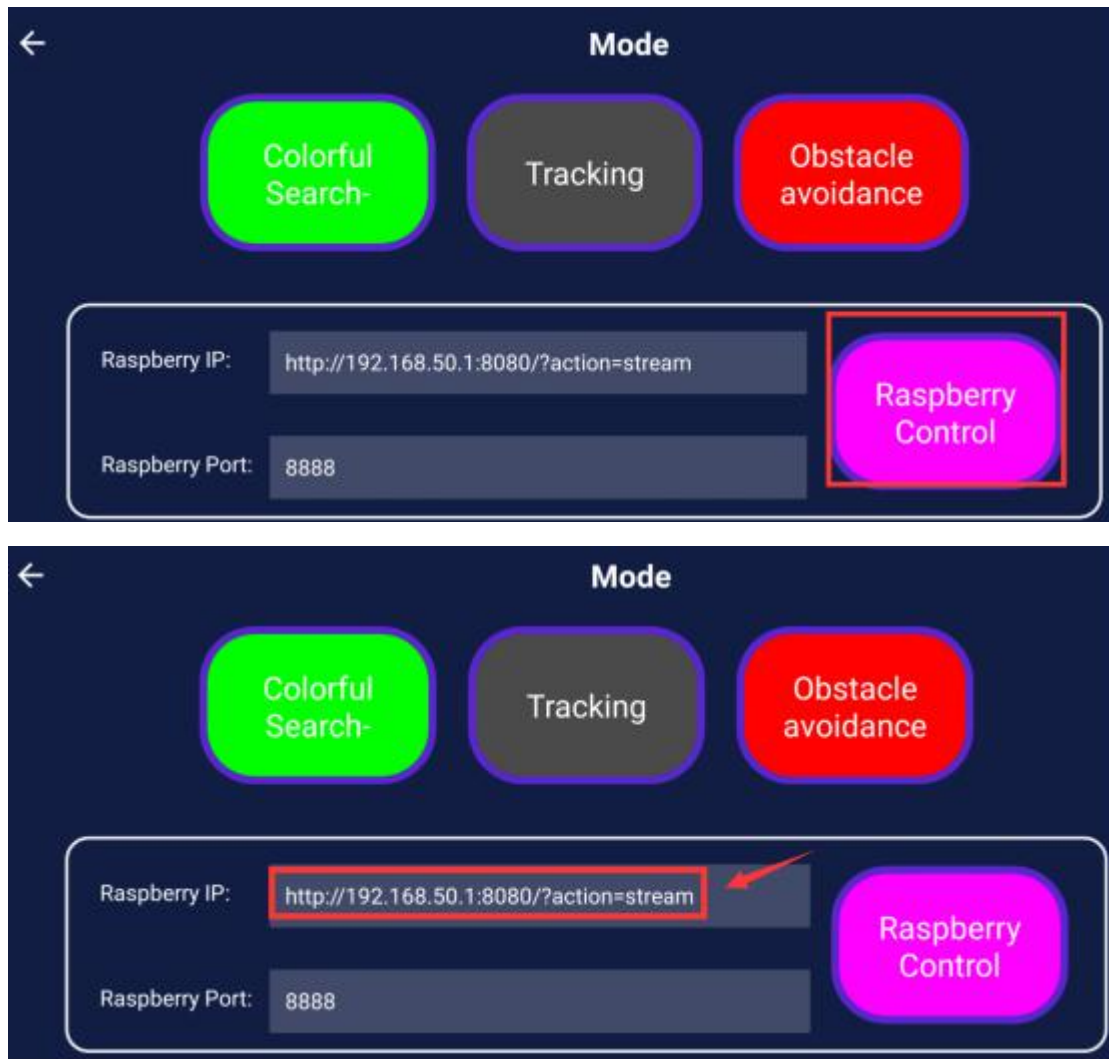 Mode
Colorful
Search-
Tracking
Obstacle
avoidance
Raspberry IP:
http://192.168.50.1:8080/?action=stream
Raspberry
Control
Raspberry Port:
8888
Mode
Colorful
Search-
Tracking
Obstacle
avoidance
Raspberry IP:
http://192.168.50.1:8080/?action=stream
Raspberry
Control
Raspberry Port:
8888